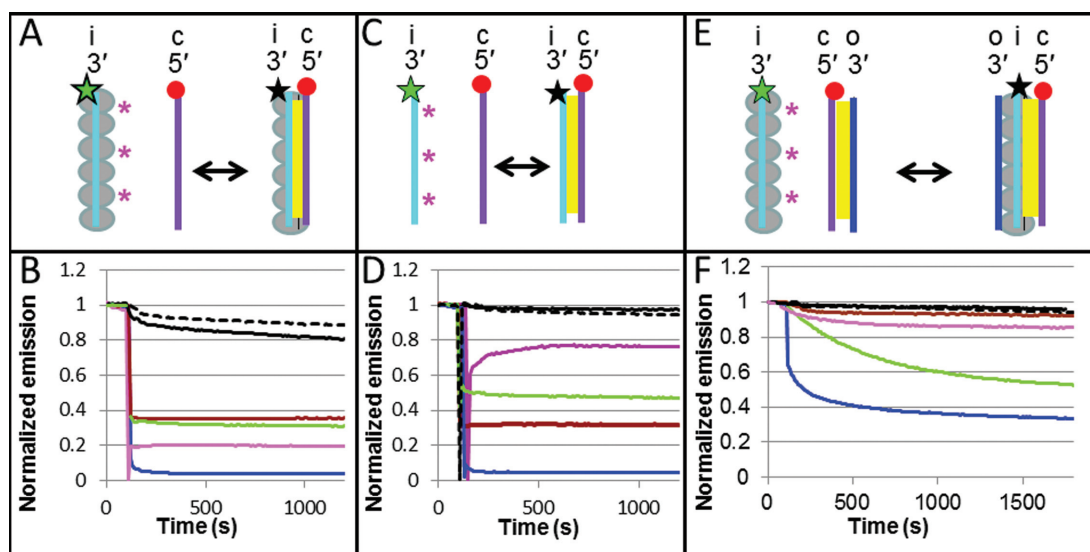 A
i c i c
3′ 5′ 3′ 5′
* * *
C
i c i c
3′ 5′ 3′ 5′
* * *
E
i c o o i c
3′ 5′ 3′ 3′ 5′
* * *
B
Normalized emission
1.2
1
0.8
0.6
0.4
0.2
0
0 500 1000
Time (s)
D
Normalized emission
1.2
1
0.8
0.6
0.4
0.2
0
0 500 1000
Time (s)
F
Normalized emission
1.2
1
0.8
0.6
0.4
0.2
0
0 500 1000 1500
Time (s)